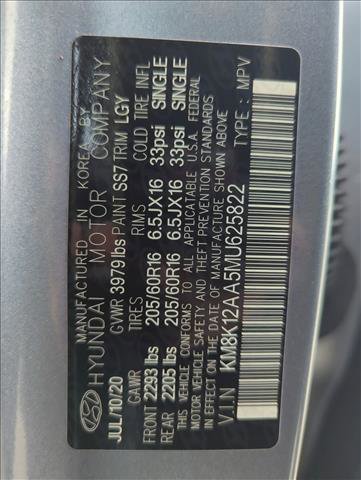 MANUFACTURED IN KOREA BY
HYUNDAI MOTOR COMPANY
JUL/10/20 GVWR 3979 lbs PAINT SS7 TRIM LGY
GAWR TIRES RIMS COLD TIRE INFL
FRONT 2293 lbs 205/60R16 6.5JX16 33psi SINGLE
REAR 2205 lbs 205/60R16 6.5JX16 33psi SINGLE
THIS VEHICLE CONFORMS TO ALL APPLICABLE U.S.A. FEDERAL
MOTOR VEHICLE SAFETY AND THEFT PREVENTION STANDARDS
IN EFFECT ON THE DATE OF MANUFACTURE SHOWN ABOVE.
V.I.N : KM8K12AA5MU625822 TYPE : MPV